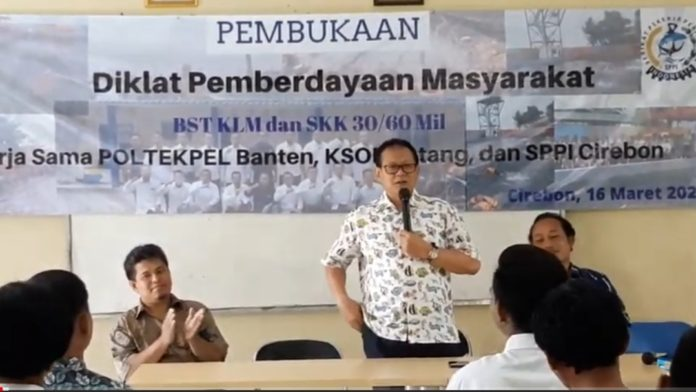 PEMBUKAAN
Diklat Pemberdayaan Masyarakat
BST KLM dan SKK 30/60 Mil
rja Sama POLTEKPEL Banten, KSO tang, dan SPPI Cirebon
Cirebon, 16 Maret 202